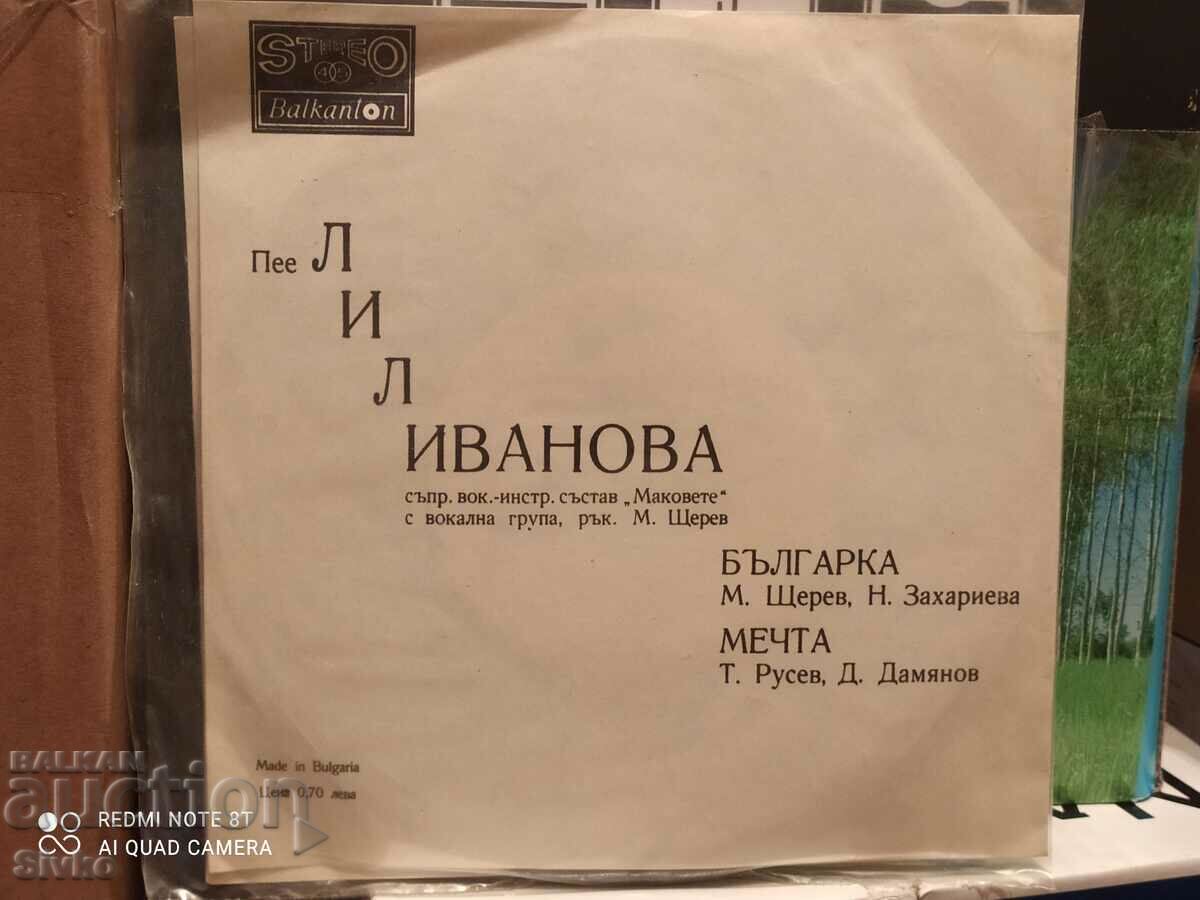 STEREO
45
Balkanton
Пее Л
И
Л
ИВАНОВА
съпр. вок.-инстр. състав „Маковете“
с вокална група, рък. М. Щерев
БЪЛГАРКА
М. Щерев, Н. Захариева
МЕЧТА
Т. Русев, Д. Дамянов
Made in Bulgaria
Цена 0,70 лева
BALKAN
auction
REDMI NOTE 8T
AI QUAD CAMERA
Sivko